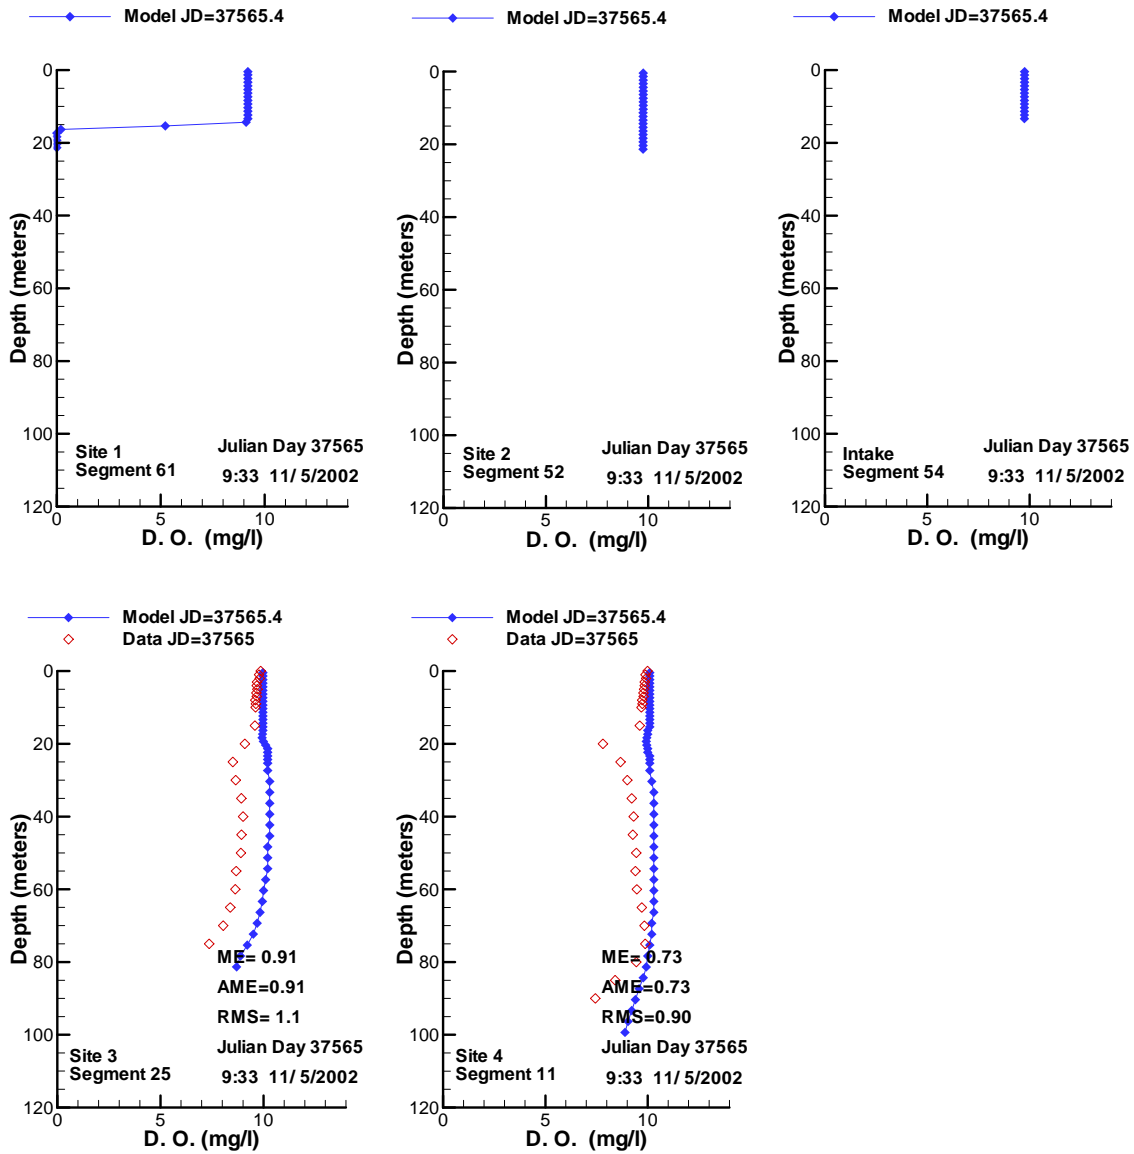 Model JD=37565.4
0
20
40
60
80
100
120
Depth (meters)
Site 1
Segment 61
Julian Day 37565
9:33 11/ 5/2002
0 5 10
D. O. (mg/l)
Model JD=37565.4
0
20
40
60
80
100
120
Depth (meters)
Site 2
Segment 52
Julian Day 37565
9:33 11/ 5/2002
0 5 10
D. O. (mg/l)
Model JD=37565.4
0
20
40
60
80
100
120
Depth (meters)
Intake
Segment 54
Julian Day 37565
9:33 11/ 5/2002
0 5 10
D. O. (mg/l)
Model JD=37565.4
Data JD=37565
0
20
40
60
80
100
120
Depth (meters)
ME= 0.91
AME=0.91
RMS= 1.1
Site 3
Segment 25
Julian Day 37565
9:33 11/ 5/2002
0 5 10
D. O. (mg/l)
Model JD=37565.4
Data JD=37565
0
20
40
60
80
100
120
Depth (meters)
ME= 0.73
AME=0.73
RMS=0.90
Site 4
Segment 11
Julian Day 37565
9:33 11/ 5/2002
0 5 10
D. O. (mg/l)